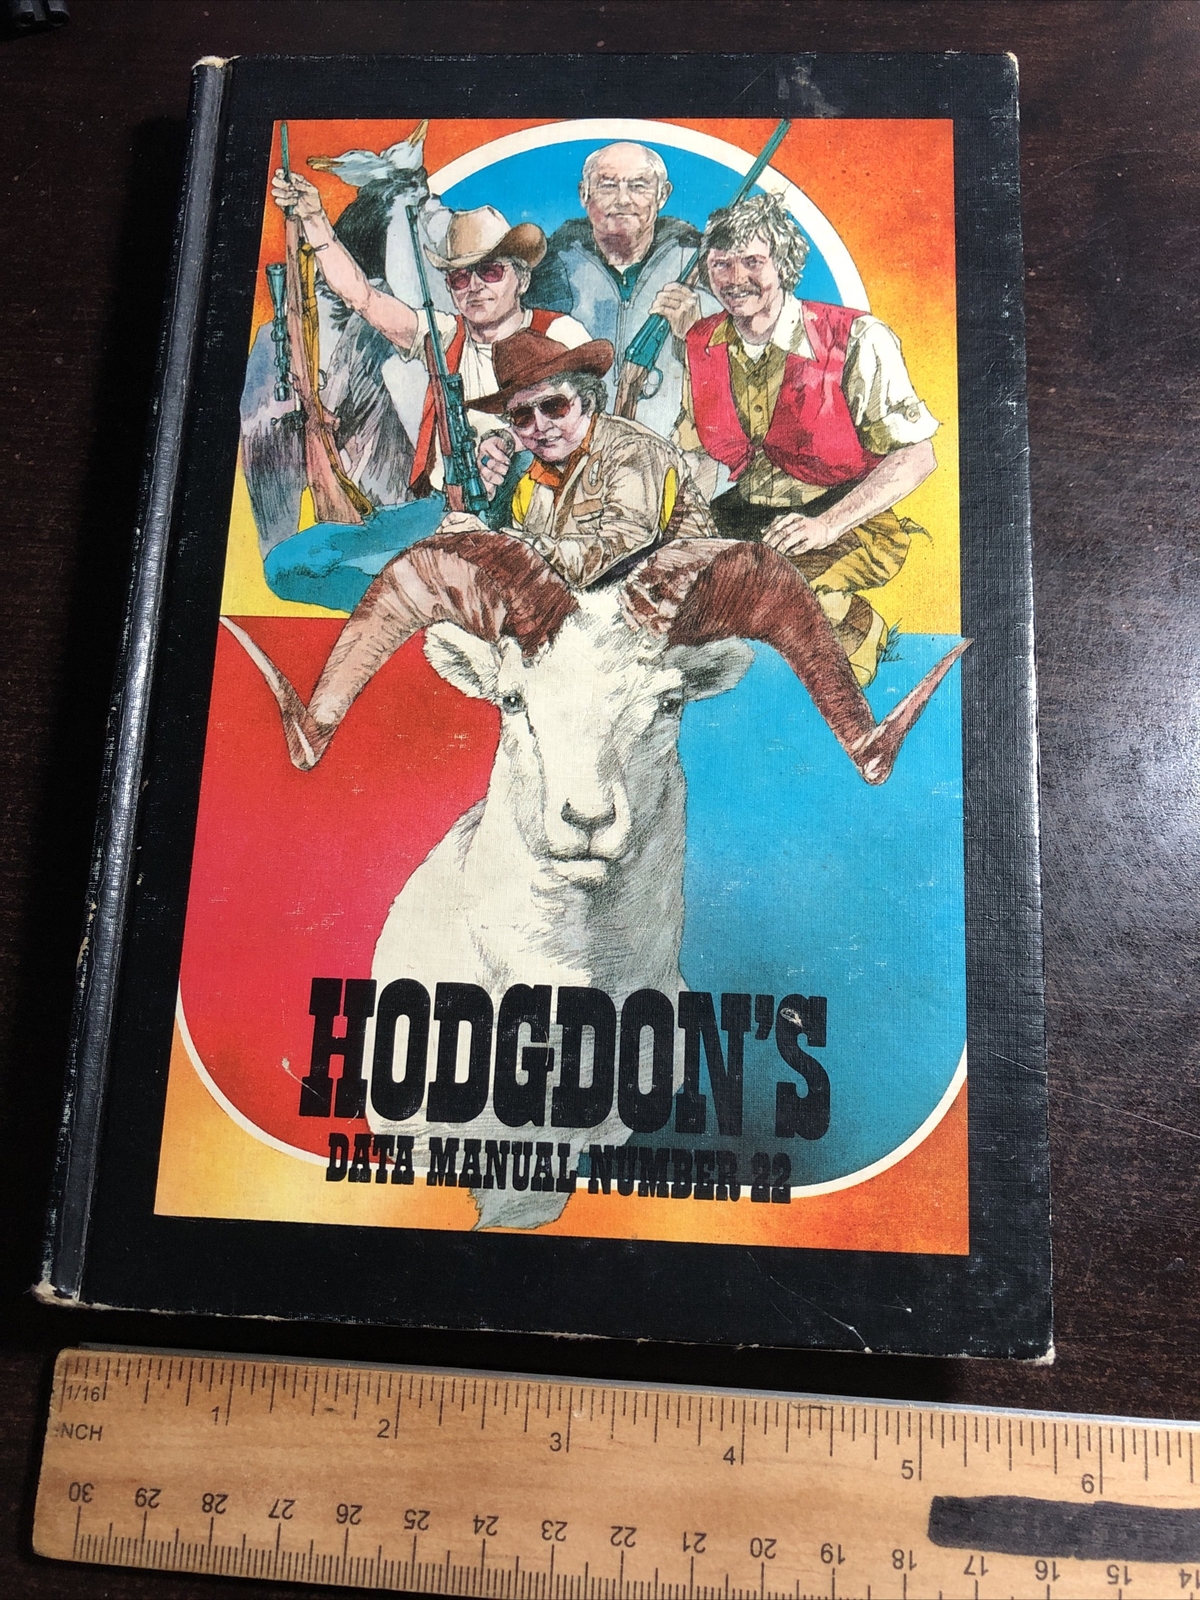 HODGDON'S
DATA MANUAL NUMBER 22
1/16
1 2 3 4 5 6
NCH
30 29 28 27 26 25 24 23 22 21 20 19 18 17 16 15 14